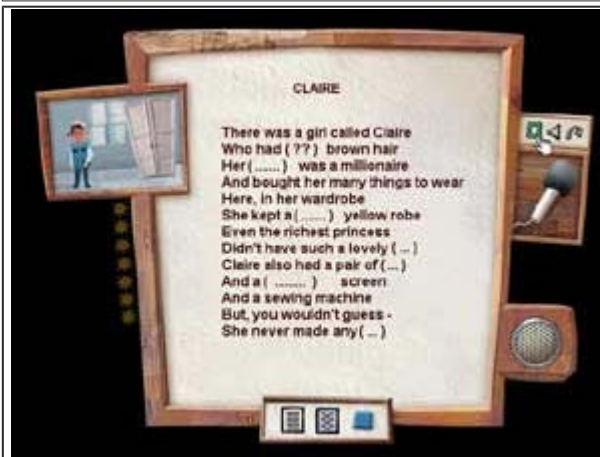 CLAIRE
There was a girl called Claire
Who had ( ?? ) brown hair
Her ( ...... ) was a millionaire
And bought her many things to wear
Here, in her wardrobe
She kept a ( ...... ) yellow robe
Even the richest princess
Didn't have such a lovely ( ... )
Claire also had a pair of ( ... )
And a ( ........ ) screen
And a sewing machine
But, you wouldn't guess -
She never made any ( ... )